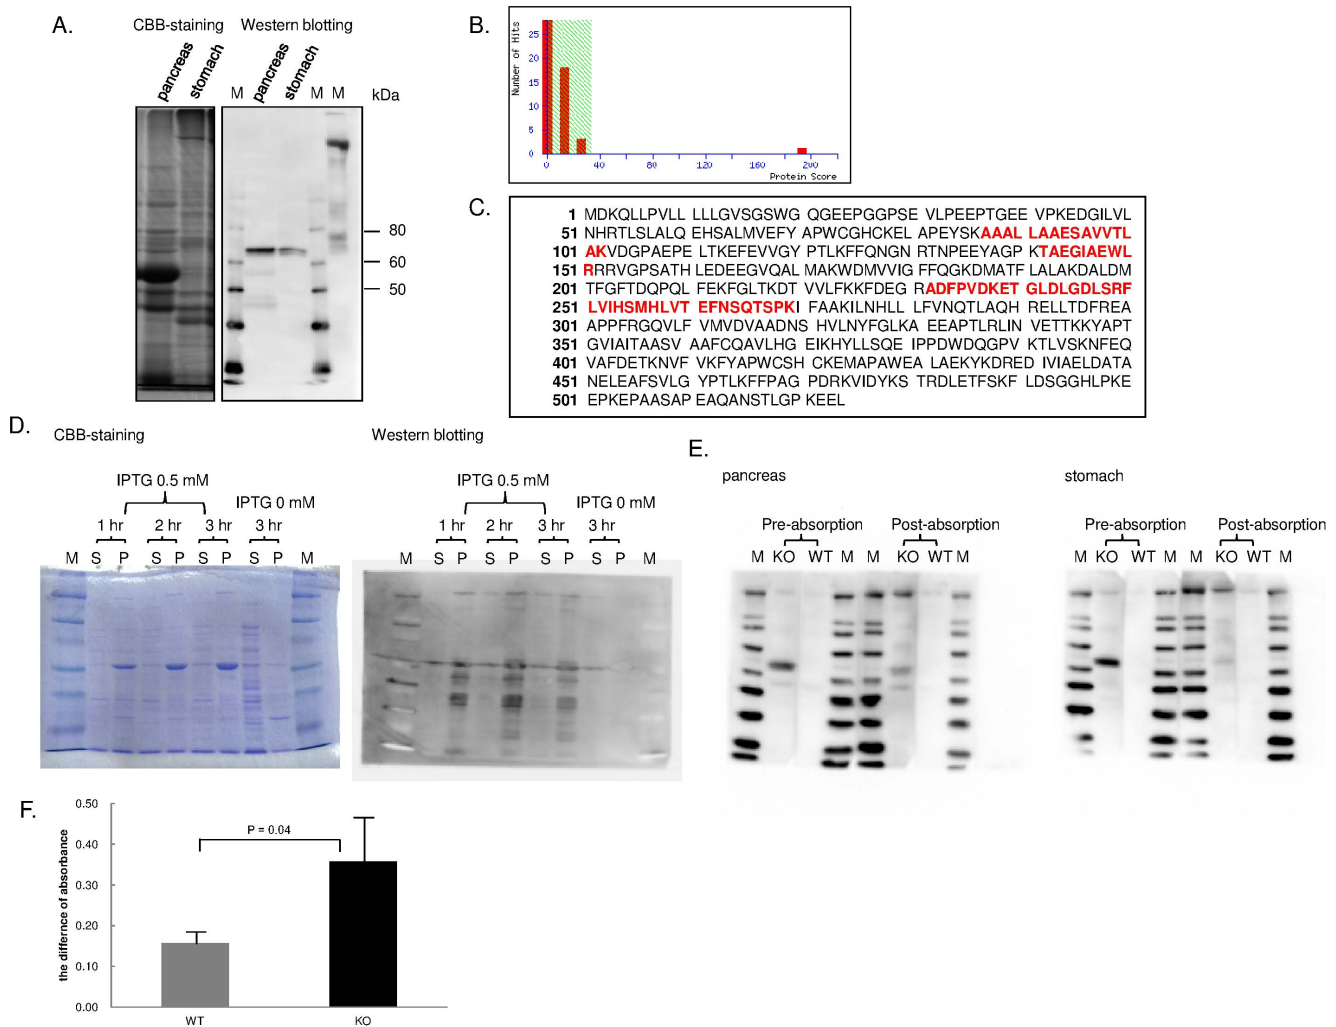 A.
CBB-staining
Western blotting
pancreas
stomach
M
pancreas
stomach
M M
kDa
80
60
50
B.
Number of Hits
25
20
15
10
5
0
0 40 80 120 160 200
Protein Score
C.
1 MDKQLLPVLL LLLGVSGSWG QGEEPGGPSE VLPEEPTGEE VPKEDGILVL
51 NHRTLSLALQ EHSALMVEFY APWCGHCKEL APEYSKAAAL LAAESAVVTL
101 AKVDGPAEPE LTKEFEVVGY PTLKFFQNGN RTNPEEYAGP KTAEGIAEWL
151 RRRVGPSATH LEDEEGVQAL MAKWDMVVIG FFQGKDMATF LALAKDALDM
201 TFGFTDQPQL FEKFGLTKDT VVLFKKFDEG RADFPVDKET GLDLGDLSRF
251 LVIHSMHLVT EFNSQTSPKI FAAKILNHLL LFVNQTLAQH RELLTDFREA
301 APPFRGQVLF VMVDVAADNS HVLNYFGLKA EEAPTLRLIN VETTKKYAPT
351 GVIAITAASV AAFCQAVLHG EIKHYLLSQE IPPDWDQGPV KTLVSKNFEQ
401 VAFDETKNVF VKFYAPWCSH CKEMAPAWEA LAEKYKDRED IVIAELDATA
451 NELEAFSVLG YPTLKFFPAG PDRKVIDYKS TRDLETFSKF LDSGGHLPKE
501 EPKEPAASAP EAQANSTLGP KEEL
D.
CBB-staining
IPTG 0.5 mM
IPTG 0 mM
1 hr 2 hr 3 hr 3 hr
M S P S P S P S P M
Western blotting
IPTG 0.5 mM
IPTG 0 mM
1 hr 2 hr 3 hr 3 hr
M S P S P S P S P M
E.
pancreas
Pre-absorption Post-absorption
M KO WT M M KO WT M
stomach
Pre-absorption Post-absorption
M KO WT M M KO WT M
F.
the differnce of absorbance
0.50
0.40
0.30
0.20
0.10
0.00
P = 0.04
WT KO